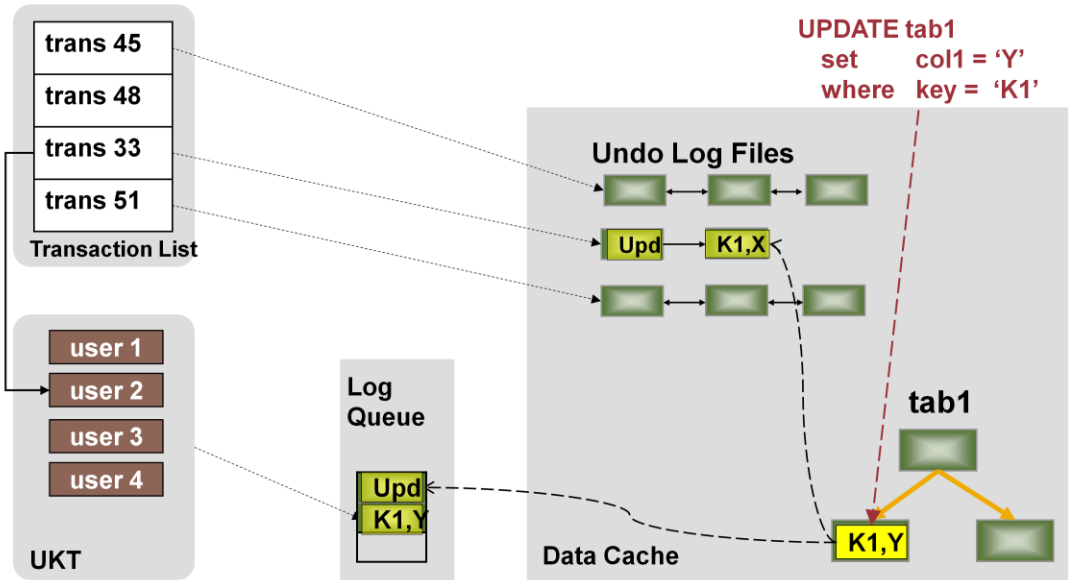 trans 45
trans 48
trans 33
trans 51
Transaction List
UPDATE tab1
set col1 = ‘Y’
where key = ‘K1’
Undo Log Files
Upd
K1,X
user 1
user 2
user 3
user 4
UKT
Log
Queue
Upd
K1,Y
tab1
K1,Y
Data Cache